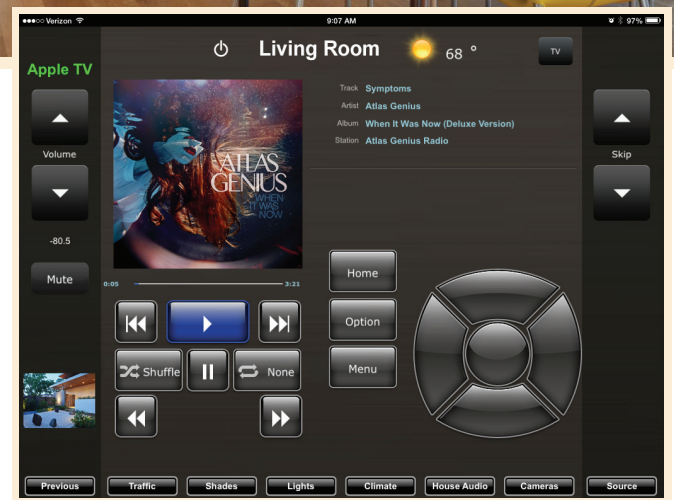 Verizon 9:07 AM 97%
Living Room 68 ° TV
Apple TV
Track Symptoms
Artist Atlas Genius
Album When It Was Now (Deluxe Version)
Station Atlas Genius Radio
Volume
Skip
ATLAS
GENIUS
WHEN
IT WAS
NOW
-80.5
Mute
0:05 3:21
Home
Option
Menu
Shuffle
None
Previous Traffic Shades Lights Climate House Audio Cameras Source